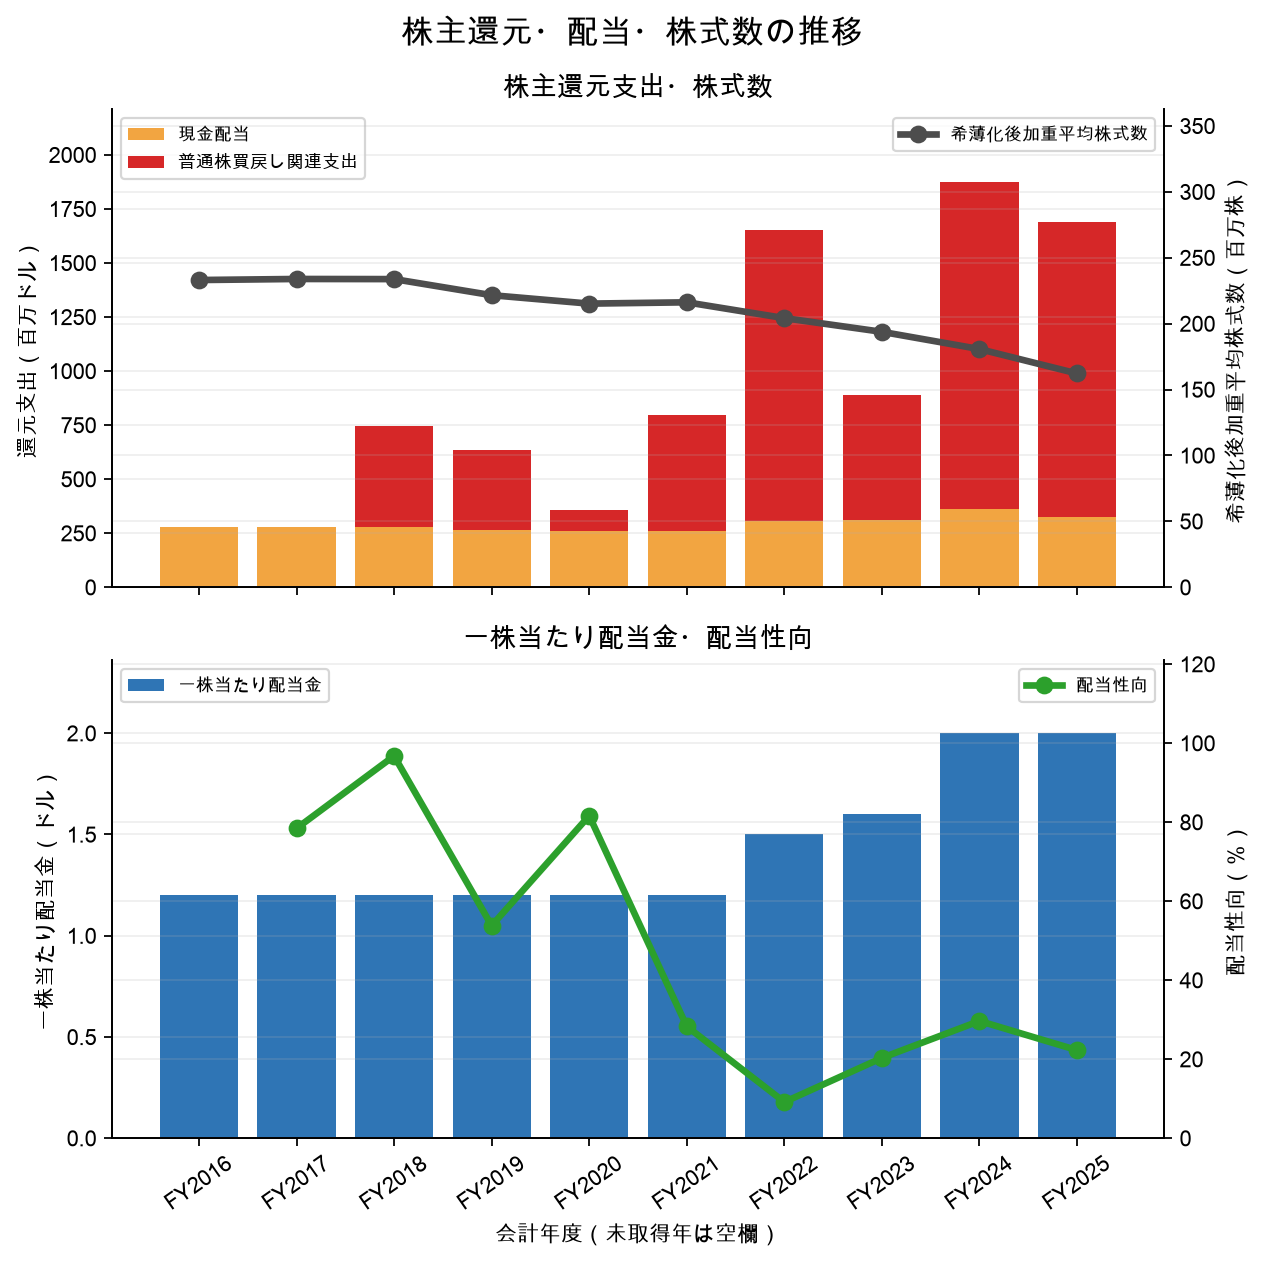 株主還元・配当・株式数の推移
株主還元支出・株式数
現金配当
普通株買戻し関連支出
希薄化後加重平均株式数
還元支出（百万ドル）
2000
1750
1500
1250
1000
750
500
250
0
希薄化後加重平均株式数（百万株）
350
300
250
200
150
100
50
0
一株当たり配当金・配当性向
一株当たり配当金
配当性向
一株当たり配当金（ドル）
2.0
1.5
1.0
0.5
0.0
配当性向（%）
120
100
80
60
40
20
0
FY2016 FY2017 FY2018 FY2019 FY2020 FY2021 FY2022 FY2023 FY2024 FY2025
会計年度（未取得年は空欄）